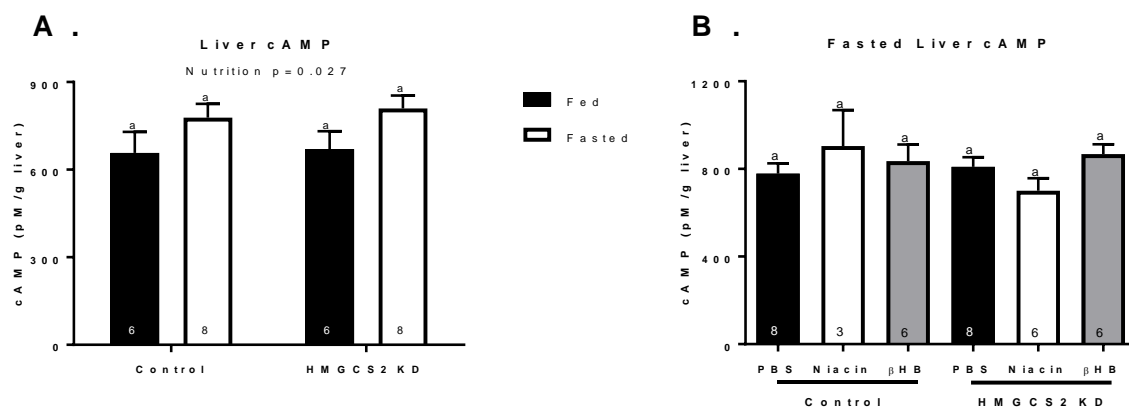 A.
Liver cAMP
Nutrition p=0.027
900
600
300
0
cAMP (pM/g liver)
a
a
a
a
6
8
6
8
Control
HMGCS2 KD
Fed
Fasted
B.
Fasted Liver cAMP
1200
800
400
0
cAMP (pM/g liver)
a
a
a
a
a
a
8
3
6
8
6
6
PBS Niacin βHB PBS Niacin βHB
Control HMGCS2 KD